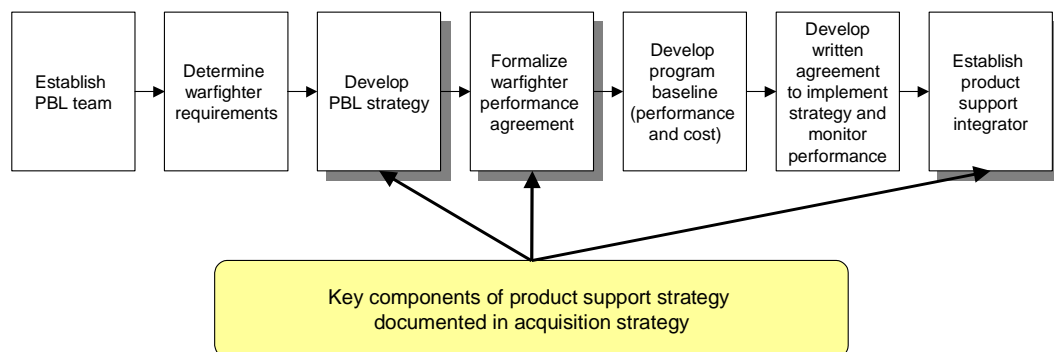 Establish
PBL team
Determine
warfighter
requirements
Develop
PBL strategy
Formalize
warfighter
performance
agreement
Develop
program
baseline
(performance
and cost)
Develop
written
agreement
to implement
strategy and
monitor
performance
Establish
product
support
integrator
Key components of product support strategy
documented in acquisition strategy